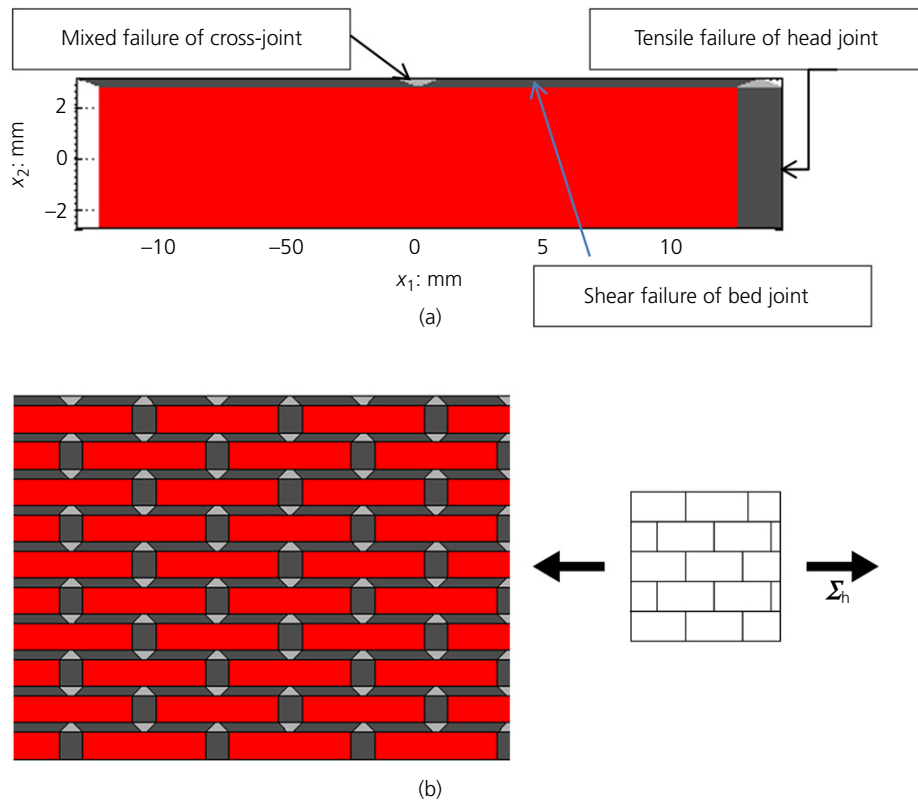 Mixed failure of cross-joint
Tensile failure of head joint
x2: mm
2
0
−2
−10
−50
0
5
10
x1: mm
Shear failure of bed joint
(a)
Σh
(b)